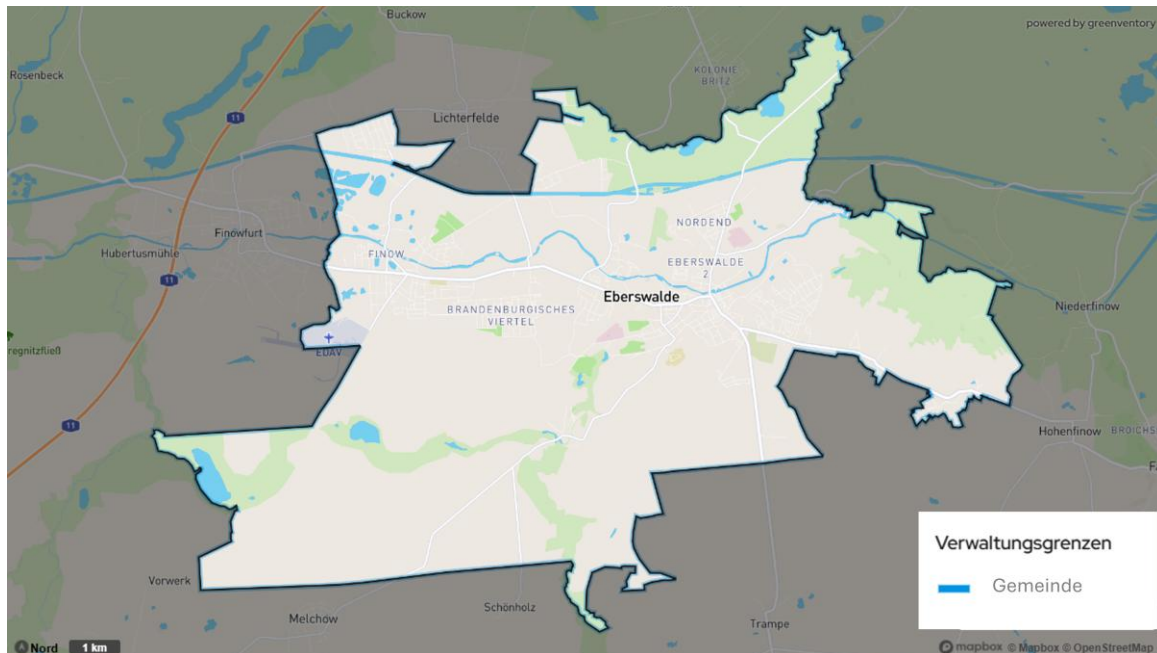 Buckow
powered by greenventory
Rosenbeck
KOLONIE
BRITZ
11
Lichterfelde
Finowfurt
NORDEND
Hubertusmühle
FINOW
EBERSWALDE
2
11
Eberswalde
BRANDENBURGISCHES
VIERTEL
Niederfinow
regnitzfließ
EDAV
11
Hohenfinow
BROICHS
F
Verwaltungsgrenzen
Gemeinde
Vorwerk
Schönholz
Melchow
Trampe
Nord
1 km
mapbox © Mapbox © OpenStreetMap